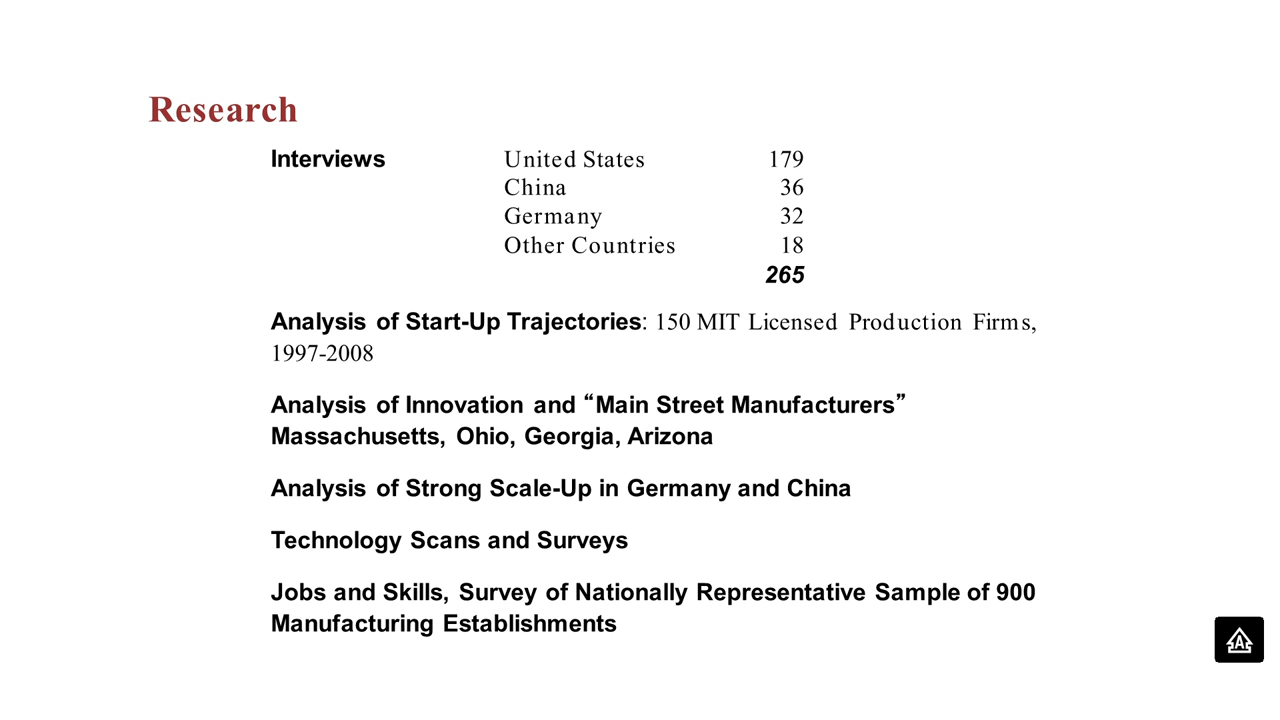 Research
Interviews United States 179
China 36
Germany 32
Other Countries 18
265
Analysis of Start-Up Trajectories: 150 MIT Licensed Production Firms,
1997-2008
Analysis of Innovation and “Main Street Manufacturers”
Massachusetts, Ohio, Georgia, Arizona
Analysis of Strong Scale-Up in Germany and China
Technology Scans and Surveys
Jobs and Skills, Survey of Nationally Representative Sample of 900
Manufacturing Establishments
A